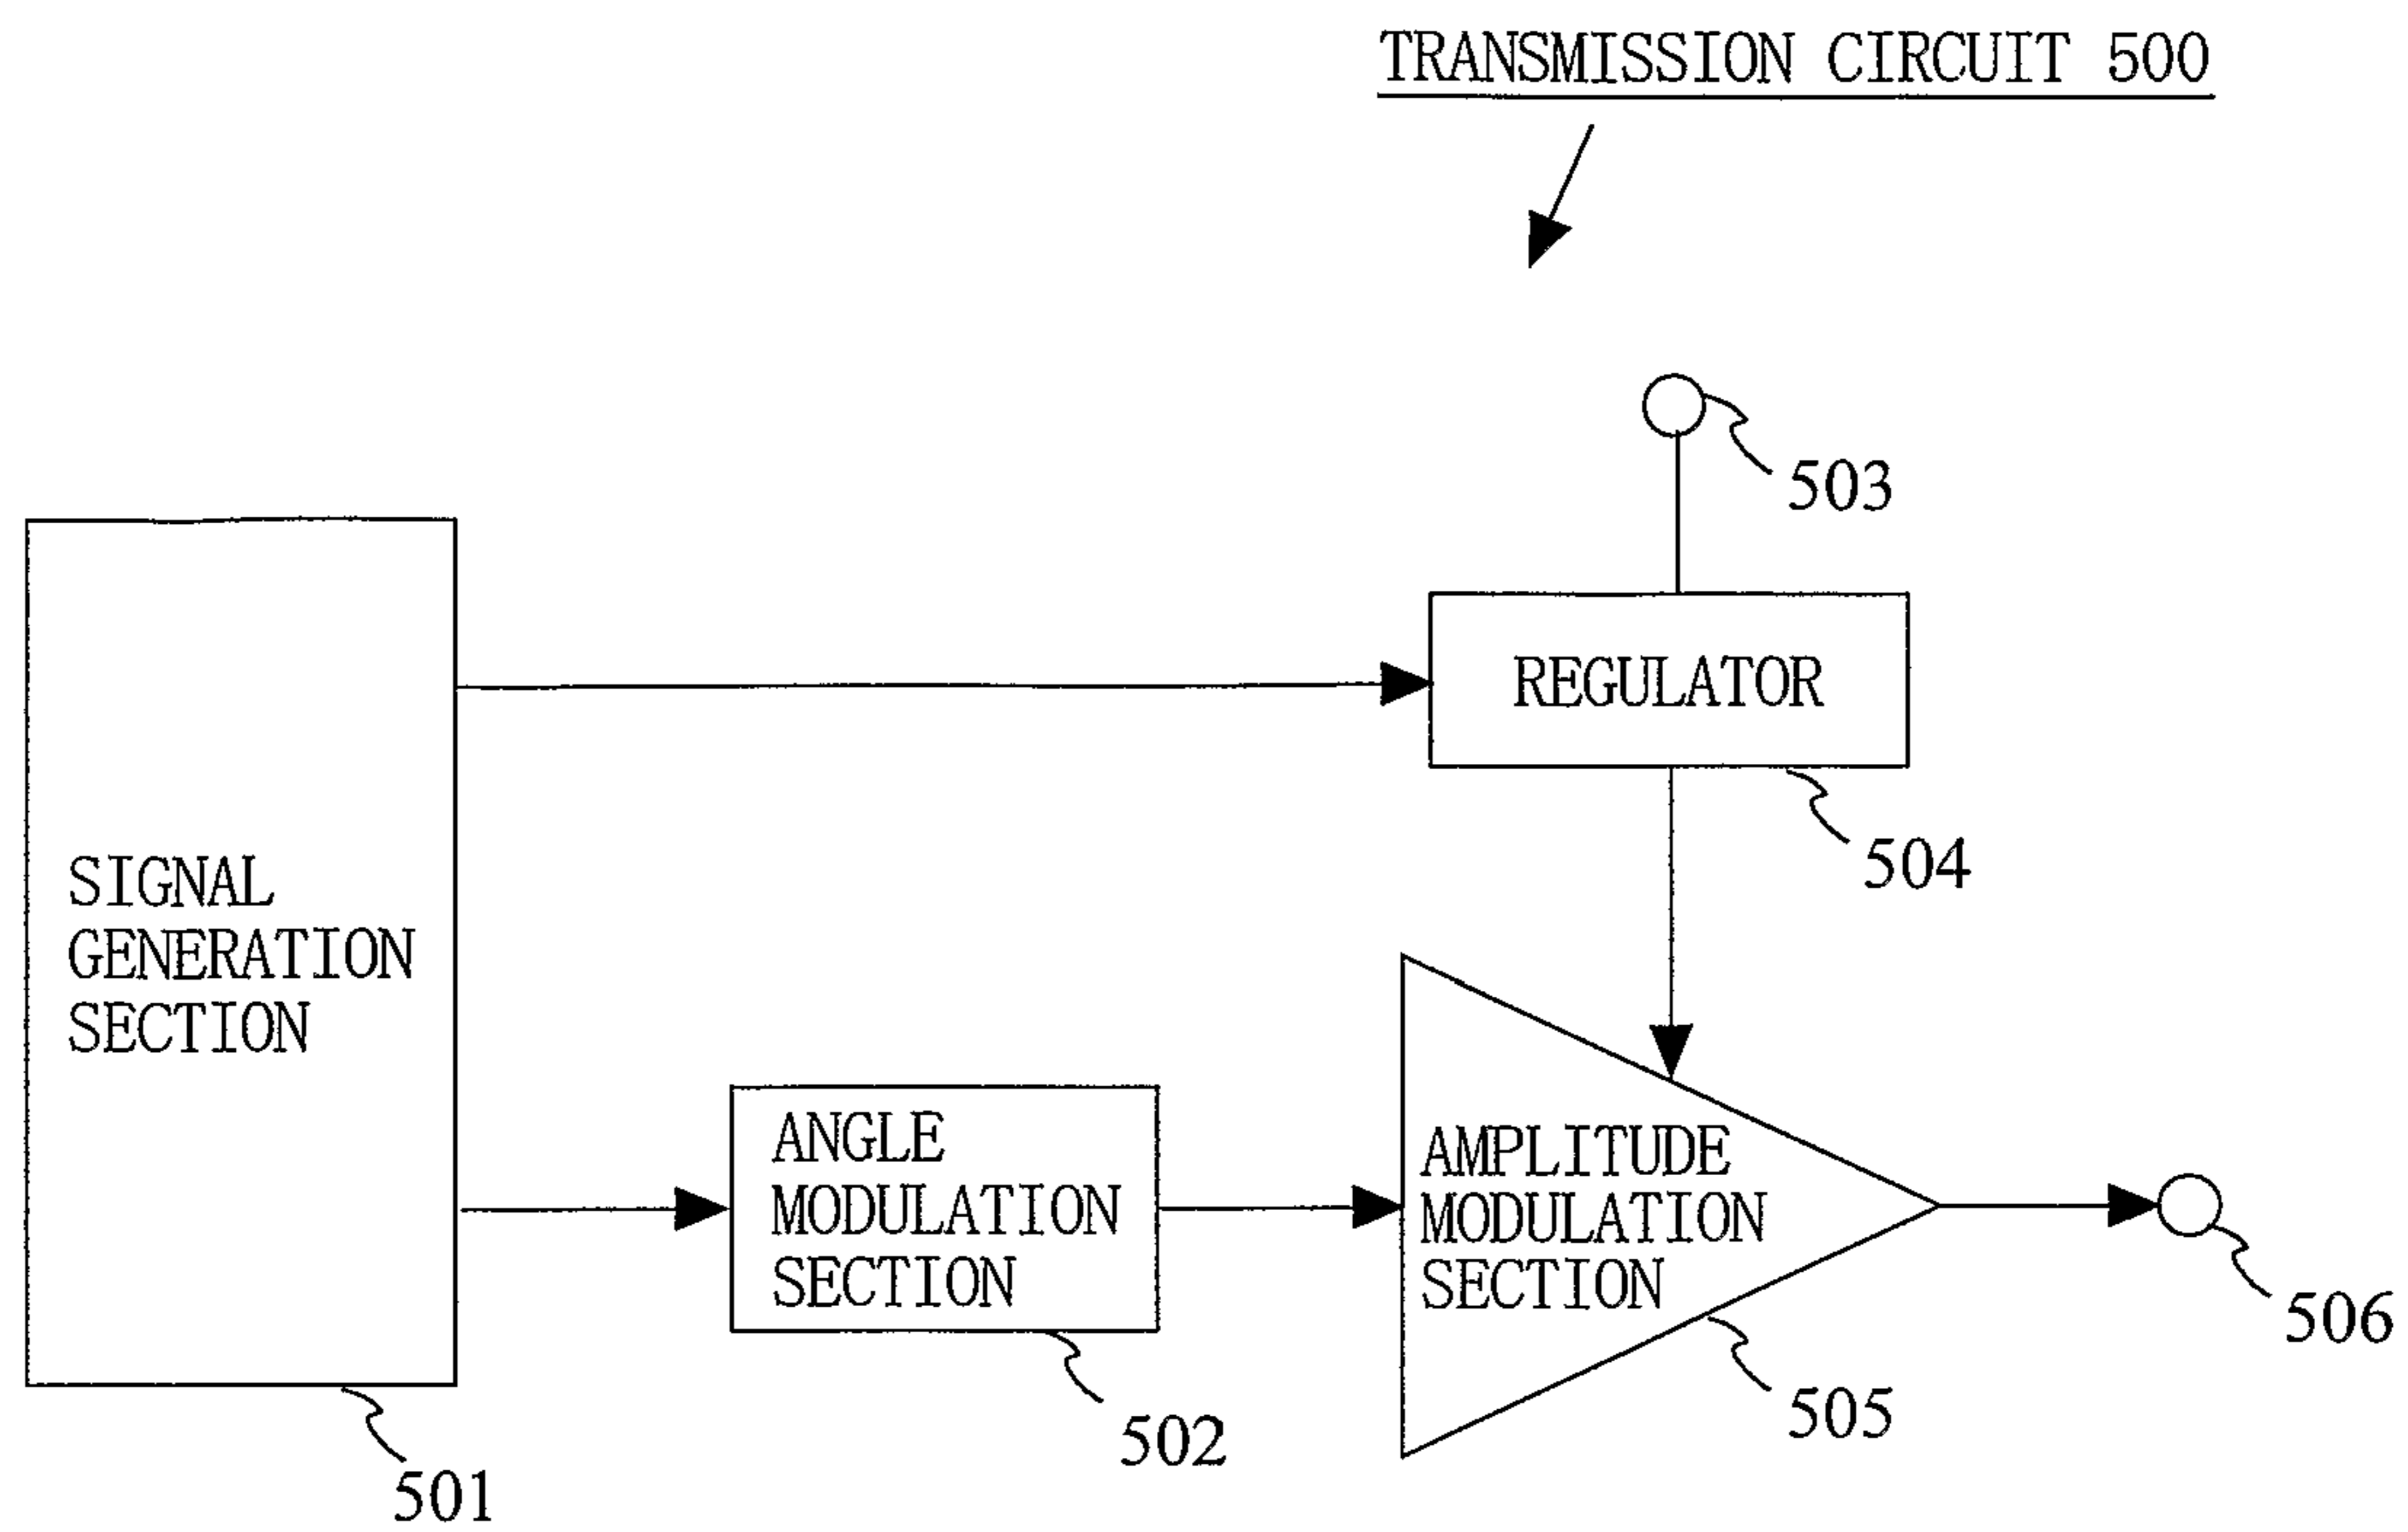 TRANSMISSION CIRCUIT 500
503
REGULATOR
504
SIGNAL
GENERATION
SECTION
501
ANGLE
MODULATION
SECTION
502
AMPLITUDE
MODULATION
SECTION
505
506